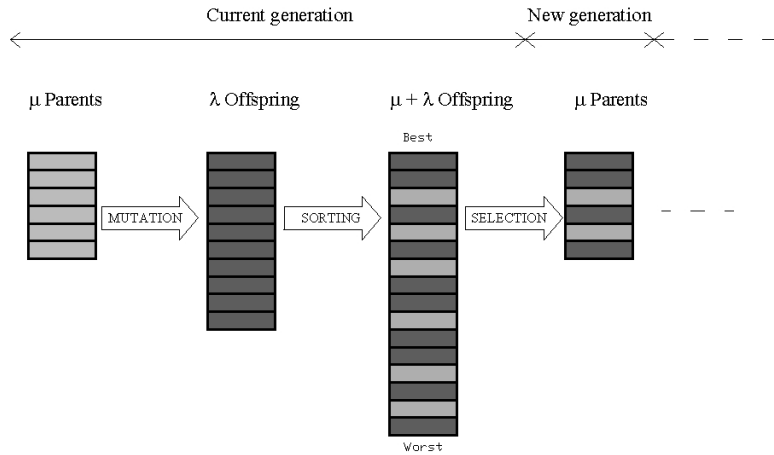 Current generation
New generation
μ Parents
λ Offspring
μ + λ Offspring
μ Parents
Best
MUTATION
SORTING
SELECTION
Worst